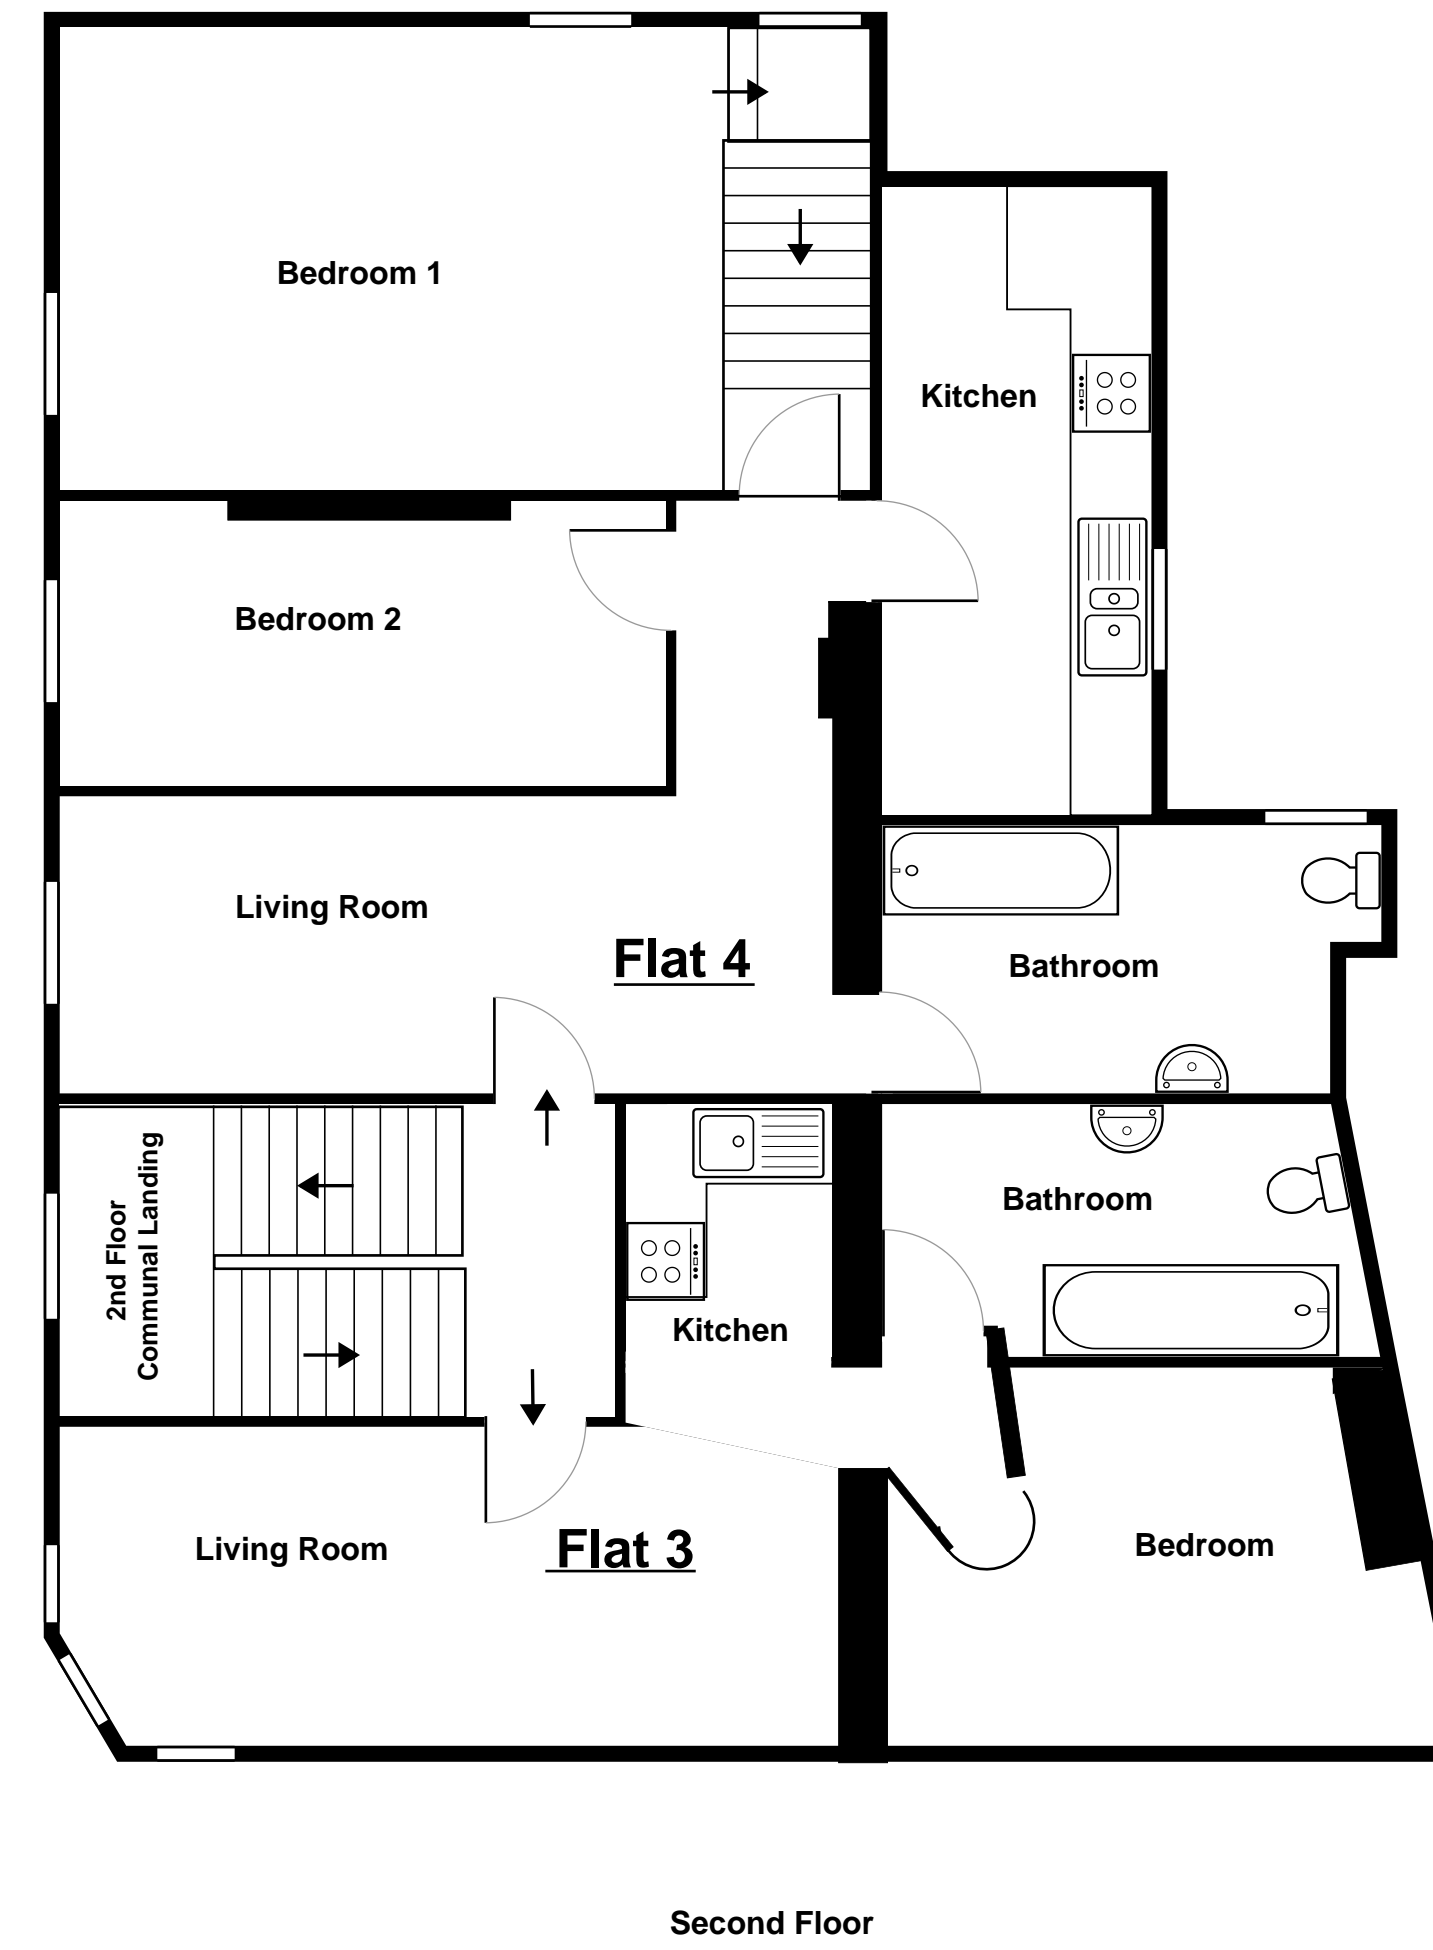 Bedroom 1
Kitchen
Bedroom 2
Living Room
Flat 4
Bathroom
2nd Floor
Communal Landing
Bathroom
Kitchen
Living Room
Flat 3
Bedroom
Second Floor